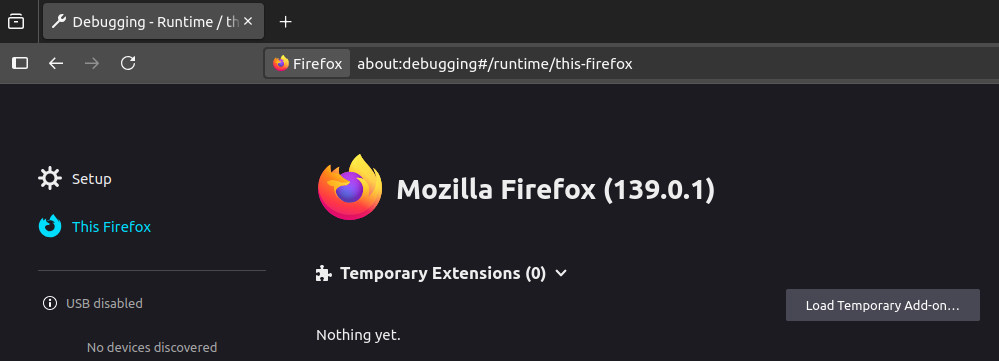 Debugging - Runtime / th
Firefox about:debugging#/runtime/this-firefox
Setup
This Firefox
USB disabled
No devices discovered
Mozilla Firefox (139.0.1)
Temporary Extensions (0)
Load Temporary Add-on...
Nothing yet.